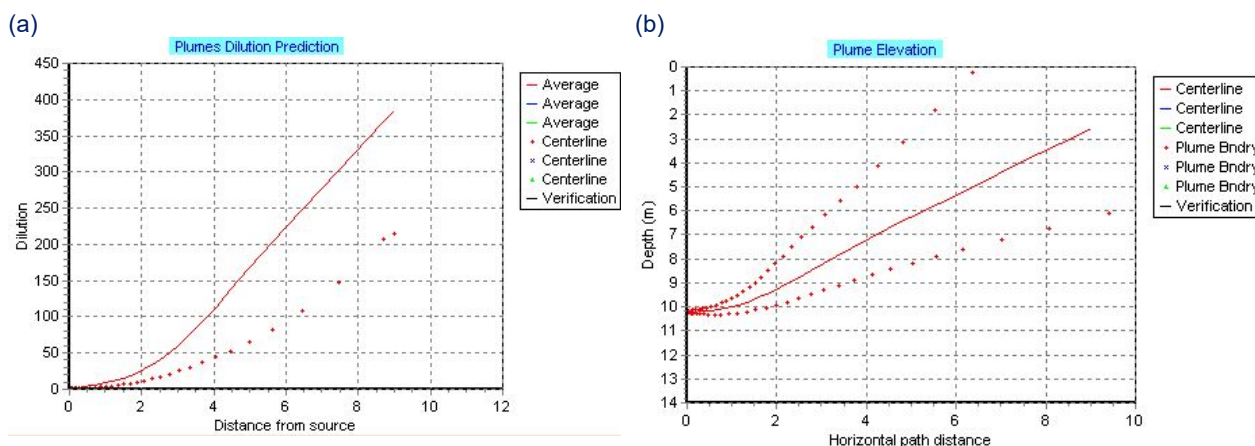 (a)
Plumes Dilution Prediction
450
400
350
300
250
200
150
100
50
0
Dilution
0 2 4 6 8 10 12
Distance from source
Average
Average
Average
Centerline
Centerline
Centerline
Verification
(b)
Plume Elevation
0
1
2
3
4
5
6
7
8
9
10
11
12
13
14
Depth (m)
0 2 4 6 8 10
Horizontal path distance
Centerline
Centerline
Centerline
Plume Bndry
Plume Bndry
Plume Bndry
Verification